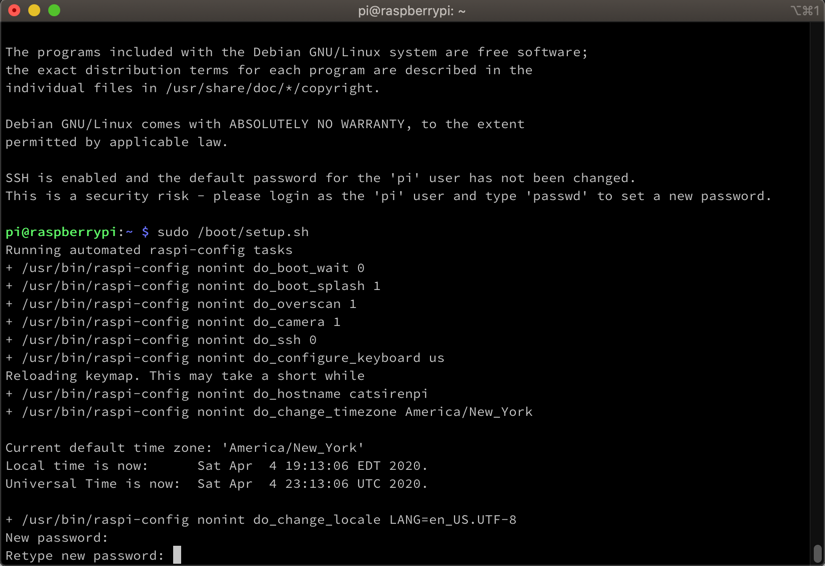 pi@raspberrypi: ~
⌥⌘1
The programs included with the Debian GNU/Linux system are free software;
the exact distribution terms for each program are described in the
individual files in /usr/share/doc/*/copyright.
Debian GNU/Linux comes with ABSOLUTELY NO WARRANTY, to the extent
permitted by applicable law.
SSH is enabled and the default password for the 'pi' user has not been changed.
This is a security risk - please login as the 'pi' user and type 'passwd' to set a new password.
pi@raspberrypi:~ $ sudo /boot/setup.sh
Running automated raspi-config tasks
+ /usr/bin/raspi-config nonint do_boot_wait 0
+ /usr/bin/raspi-config nonint do_boot_splash 1
+ /usr/bin/raspi-config nonint do_overscan 1
+ /usr/bin/raspi-config nonint do_camera 1
+ /usr/bin/raspi-config nonint do_ssh 0
+ /usr/bin/raspi-config nonint do_configure_keyboard us
Reloading keymap. This may take a short while
+ /usr/bin/raspi-config nonint do_hostname catsirenpi
+ /usr/bin/raspi-config nonint do_change_timezone America/New_York
Current default time zone: 'America/New_York'
Local time is now:      Sat Apr  4 19:13:06 EDT 2020.
Universal Time is now:  Sat Apr  4 23:13:06 UTC 2020.
+ /usr/bin/raspi-config nonint do_change_locale LANG=en_US.UTF-8
New password:
Retype new password: